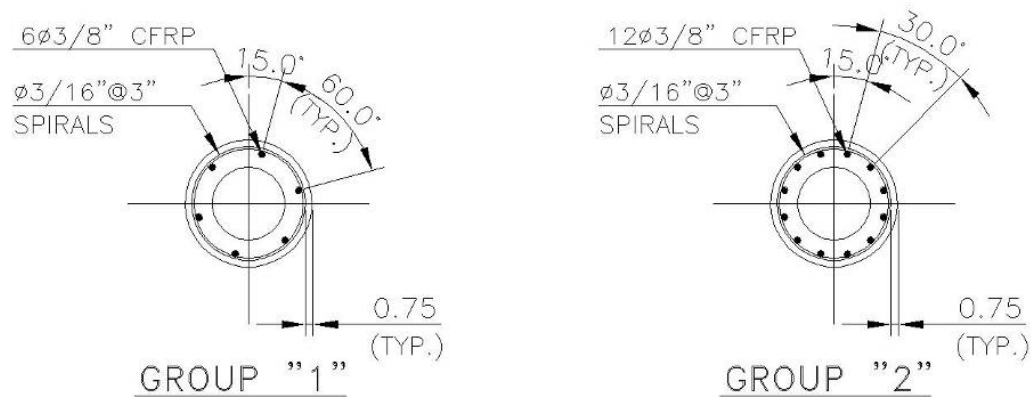 6ø3/8" CFRP
15.0°
60.0°
(TYP.)
ø3/16"@3"
SPIRALS
0.75
(TYP.)
GROUP "1"
12ø3/8" CFRP
30.0°
(TYP.)
15.0°
ø3/16"@3"
SPIRALS
0.75
(TYP.)
GROUP "2"